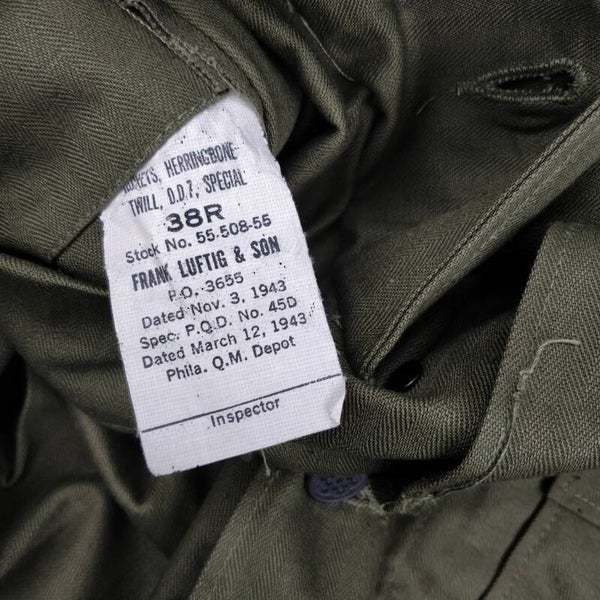 HERRINGBONE
TWILL, O.D.7, SPECIAL
38R
Stock No. 55-508-55
FRANK LUFTIG & SON
P.O. 3655
Dated Nov. 3, 1943
Spec. P.Q.D. No. 45D
Dated March 12, 1943
Phila. Q.M. Depot
Inspector